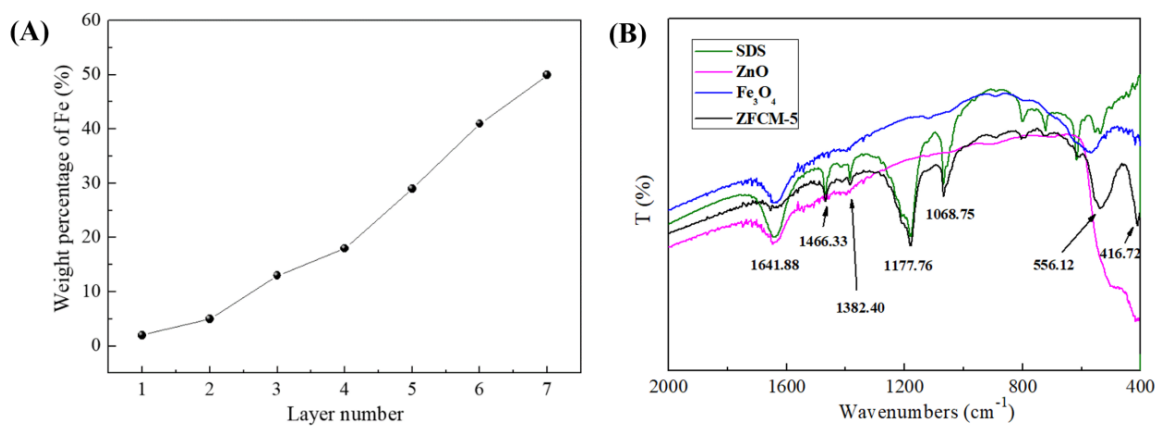 (A)
Weight percentage of Fe (%)
60
50
40
30
20
10
0
1 2 3 4 5 6 7
Layer number
(B)
SDS
ZnO
Fe₃O₄
ZFCM-5
T (%)
1466.33
1641.88
1382.40
1177.76
1068.75
556.12
416.72
2000 1600 1200 800 400
Wavenumbers (cm⁻¹)